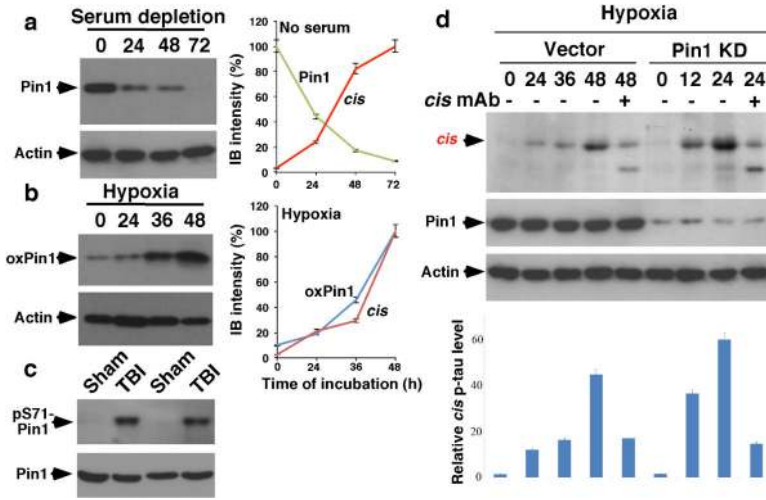 a
Serum depletion
0 24 48 72
Pin1
Actin
No serum
IB intensity (%)
120
100
80
60
40
20
0
Pin1
cis
0 24 48 72
b
Hypoxia
0 24 36 48
oxPin1
Actin
Hypoxia
IB intensity (%)
120
100
80
60
40
20
0
oxPin1
cis
0 24 36 48
Time of incubation (h)
c
Sham TBI Sham TBI
pS71-
Pin1
Pin1
d
Hypoxia
Vector Pin1 KD
0 24 36 48 48 0 12 24 24
cis mAb - - - - + - - - +
cis
Pin1
Actin
Relative cis p-tau level
60
40
20
0